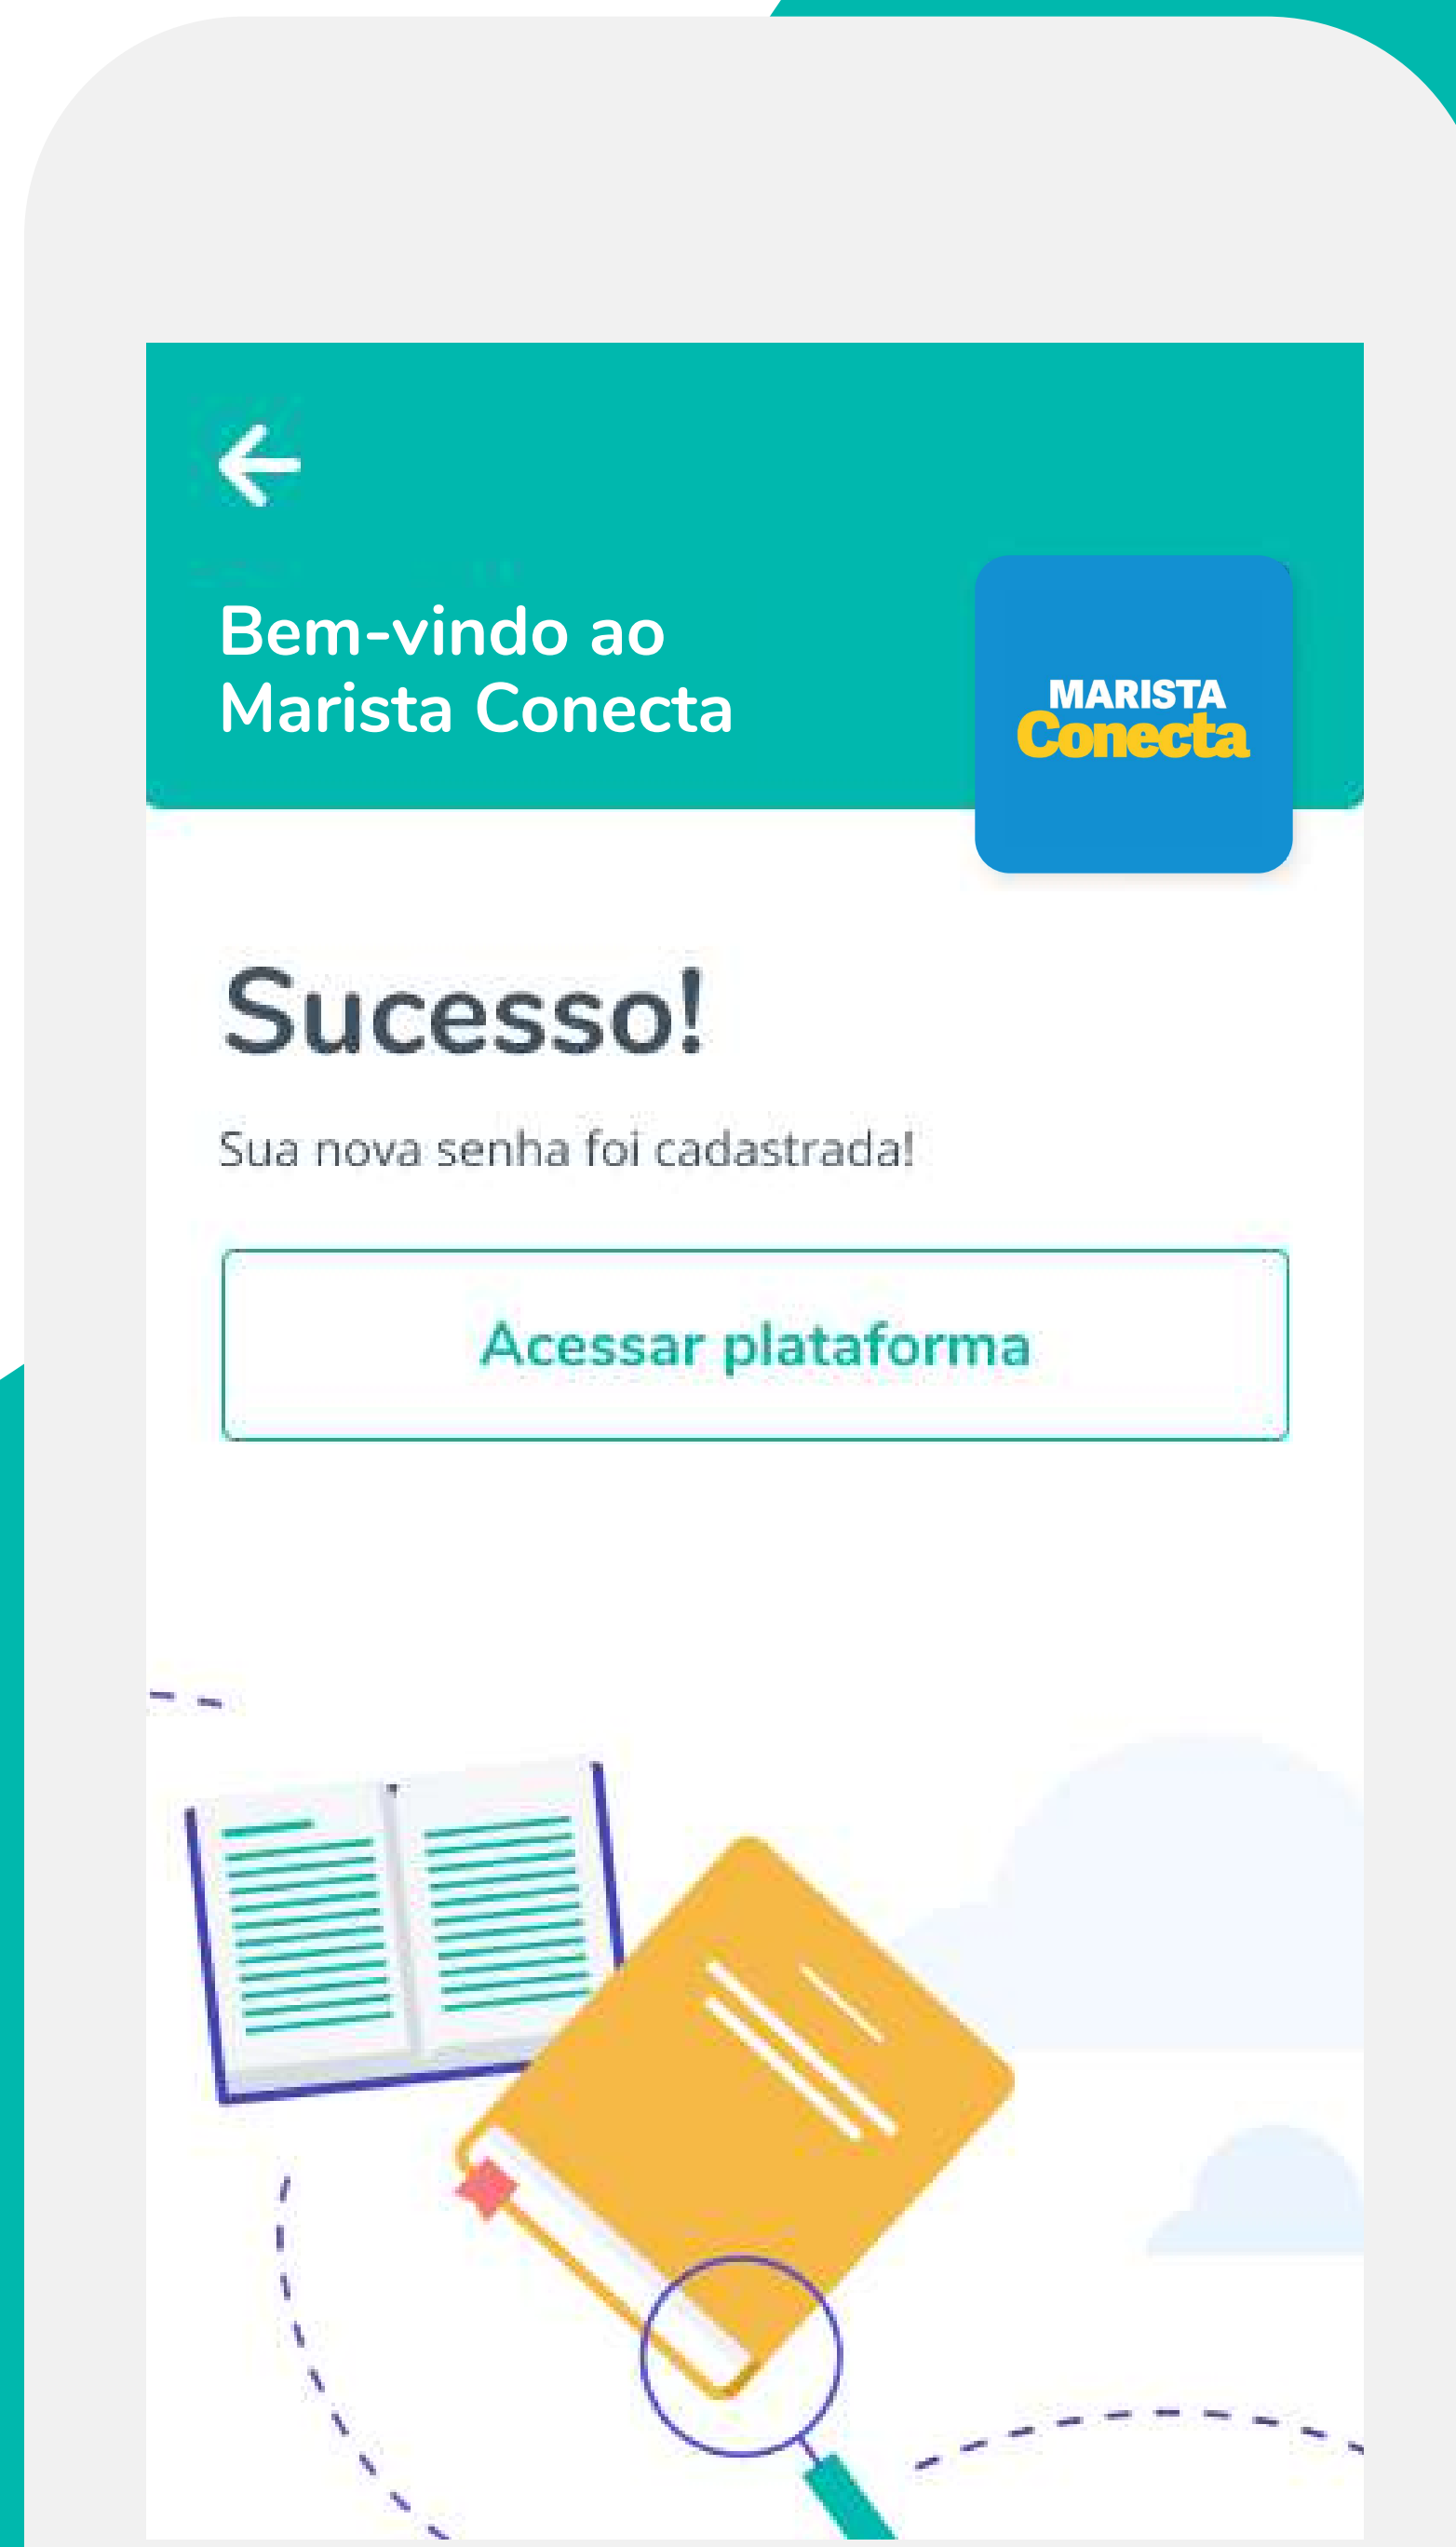 Bem-vindo ao
Marista Conecta
MARISTA
Conecta
Sucesso!
Sua nova senha foi cadastrada!
Acessar plataforma